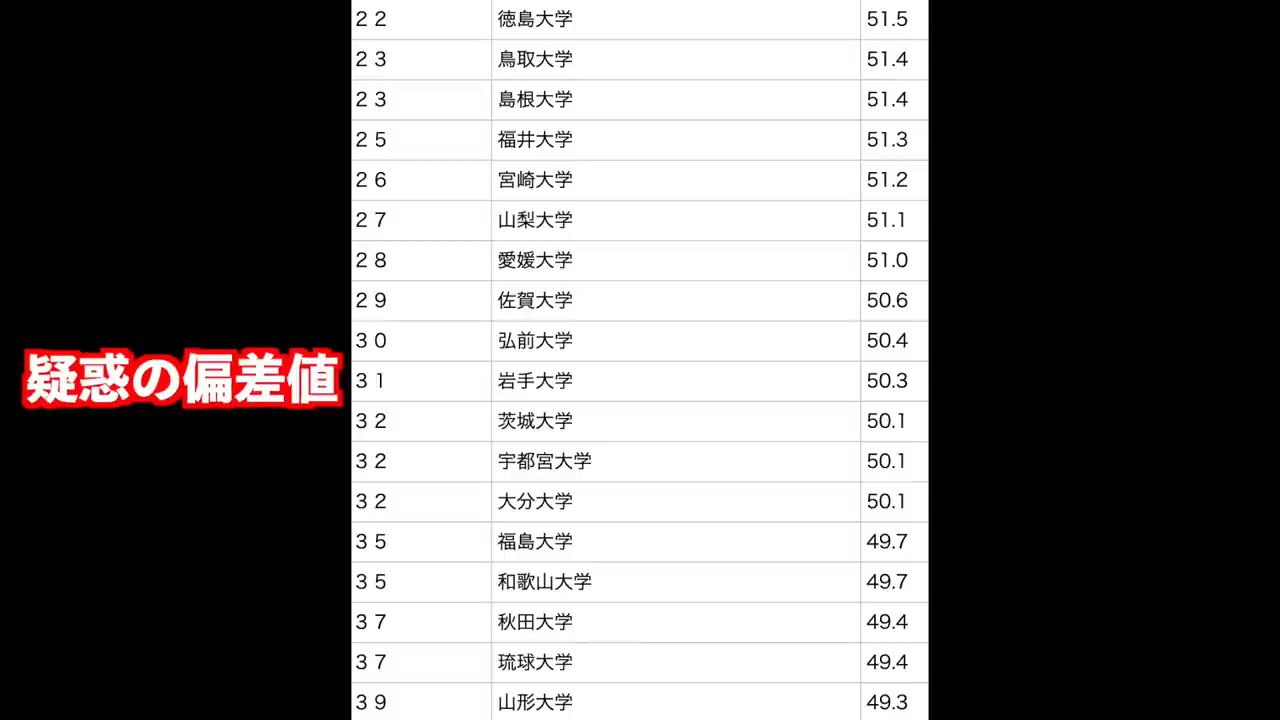 22 徳島大学 51.5
23 鳥取大学 51.4
23 島根大学 51.4
25 福井大学 51.3
26 宮崎大学 51.2
27 山梨大学 51.1
28 愛媛大学 51.0
29 佐賀大学 50.6
30 弘前大学 50.4
31 岩手大学 50.3
疑惑の偏差値
32 茨城大学 50.1
32 宇都宮大学 50.1
32 大分大学 50.1
35 福島大学 49.7
35 和歌山大学 49.7
37 秋田大学 49.4
37 琉球大学 49.4
39 山形大学 49.3